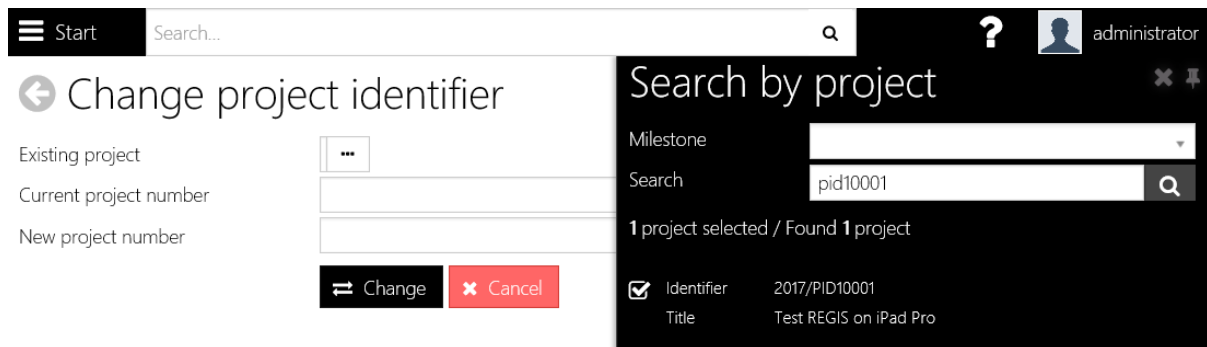 Start
Search...
?
administrator
Change project identifier
Existing project
...
Current project number
New project number
Change
Cancel
Search by project
Milestone
Search
pid10001
1 project selected / Found 1 project
Identifier 2017/PID10001
Title Test REGIS on iPad Pro